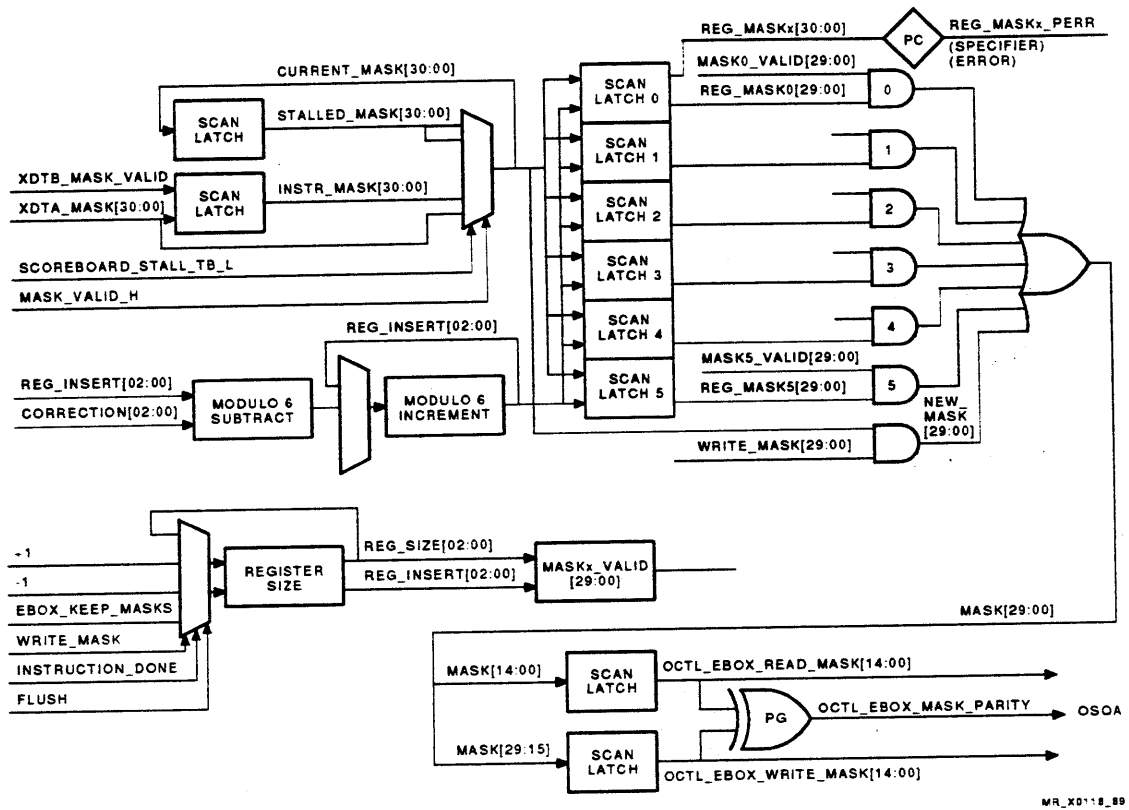 REG_MASKx[30:00]
PC
REG_MASKx_PERR
(SPECIFIER)
(ERROR)
CURRENT_MASK[30:00]
SCAN
LATCH
STALLED_MASK[30:00]
XDTB_MASK_VALID
XDTA_MASK[30:00]
SCAN
LATCH
INSTR_MASK[30:00]
SCOREBOARD_STALL_TB_L
MASK_VALID_H
SCAN
LATCH 0
SCAN
LATCH 1
SCAN
LATCH 2
SCAN
LATCH 3
SCAN
LATCH 4
SCAN
LATCH 5
MASK0_VALID[29:00]
REG_MASK0[29:00]
0
1
2
3
4
MASK5_VALID[29:00]
REG_MASK5[29:00]
5
NEW_
MASK
[29:00]
WRITE_MASK[29:00]
REG_INSERT[02:00]
REG_INSERT[02:00]
CORRECTION[02:00]
MODULO 6
SUBTRACT
MODULO 6
INCREMENT
+1
-1
EBOX_KEEP_MASKS
WRITE_MASK
INSTRUCTION_DONE
FLUSH
REGISTER
SIZE
REG_SIZE[02:00]
REG_INSERT[02:00]
MASKx_VALID
[29:00]
MASK[29:00]
MASK[14:00]
SCAN
LATCH
OCTL_EBOX_READ_MASK[14:00]
PG
OCTL_EBOX_MASK_PARITY
OSQA
MASK[29:15]
SCAN
LATCH
OCTL_EBOX_WRITE_MASK[14:00]
MR_X0118_89